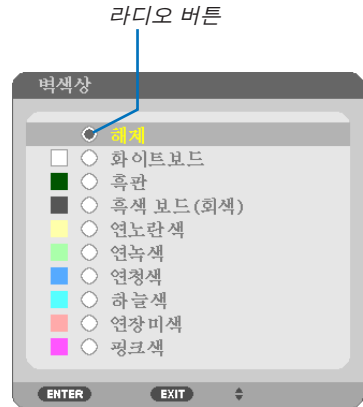 라디오 버튼
벽색상
해제
화이트보드
흑판
흑색 보드(회색)
연노란색
연녹색
연청색
하늘색
연장미색
핑크색
ENTER EXIT